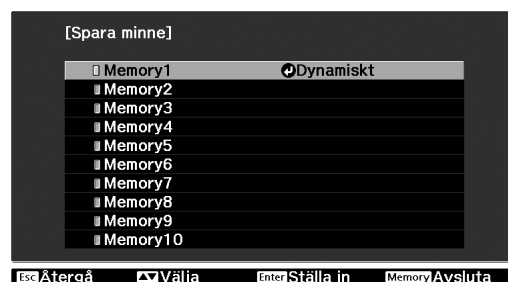 [Spara minne]
Memory1 Dynamiskt
Memory2
Memory3
Memory4
Memory5
Memory6
Memory7
Memory8
Memory9
Memory10
Esc Återgå Välja Enter Ställa in Memory Avsluta